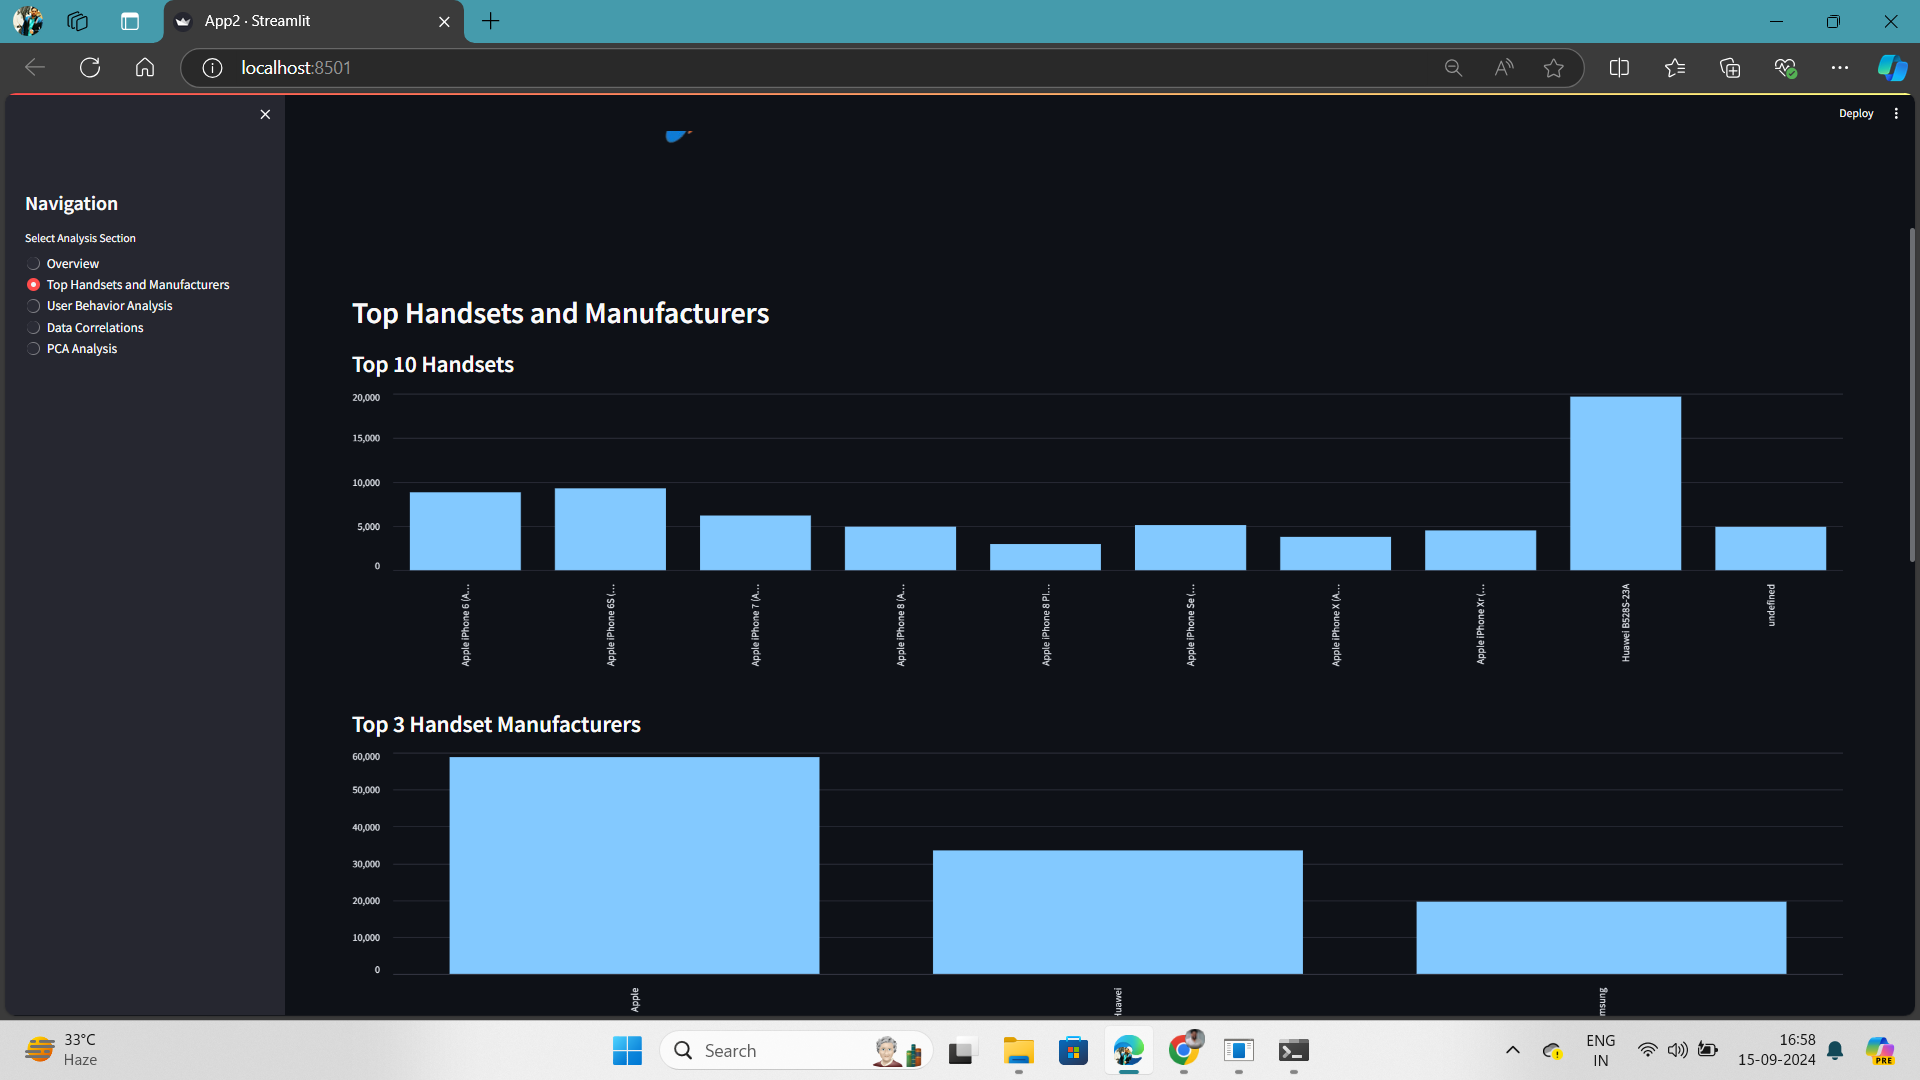 App2 · Streamlit
localhost:8501
Deploy
Navigation
Select Analysis Section
Overview
Top Handsets and Manufacturers
User Behavior Analysis
Data Correlations
PCA Analysis
Top Handsets and Manufacturers
Top 10 Handsets
20,000
15,000
10,000
5,000
0
Apple iPhone 6 (A...
Apple iPhone 6S (...
Apple iPhone 7 (A...
Apple iPhone 8 (A...
Apple iPhone 8 Pl...
Apple iPhone Se (...
Apple iPhone X (A...
Apple iPhone Xr (...
Huawei B528S-23A
undefined
Top 3 Handset Manufacturers
60,000
50,000
40,000
30,000
20,000
10,000
0
Apple
Huawei
msung
33°C
Haze
Search
PRE
ENG
IN
16:58
15-09-2024